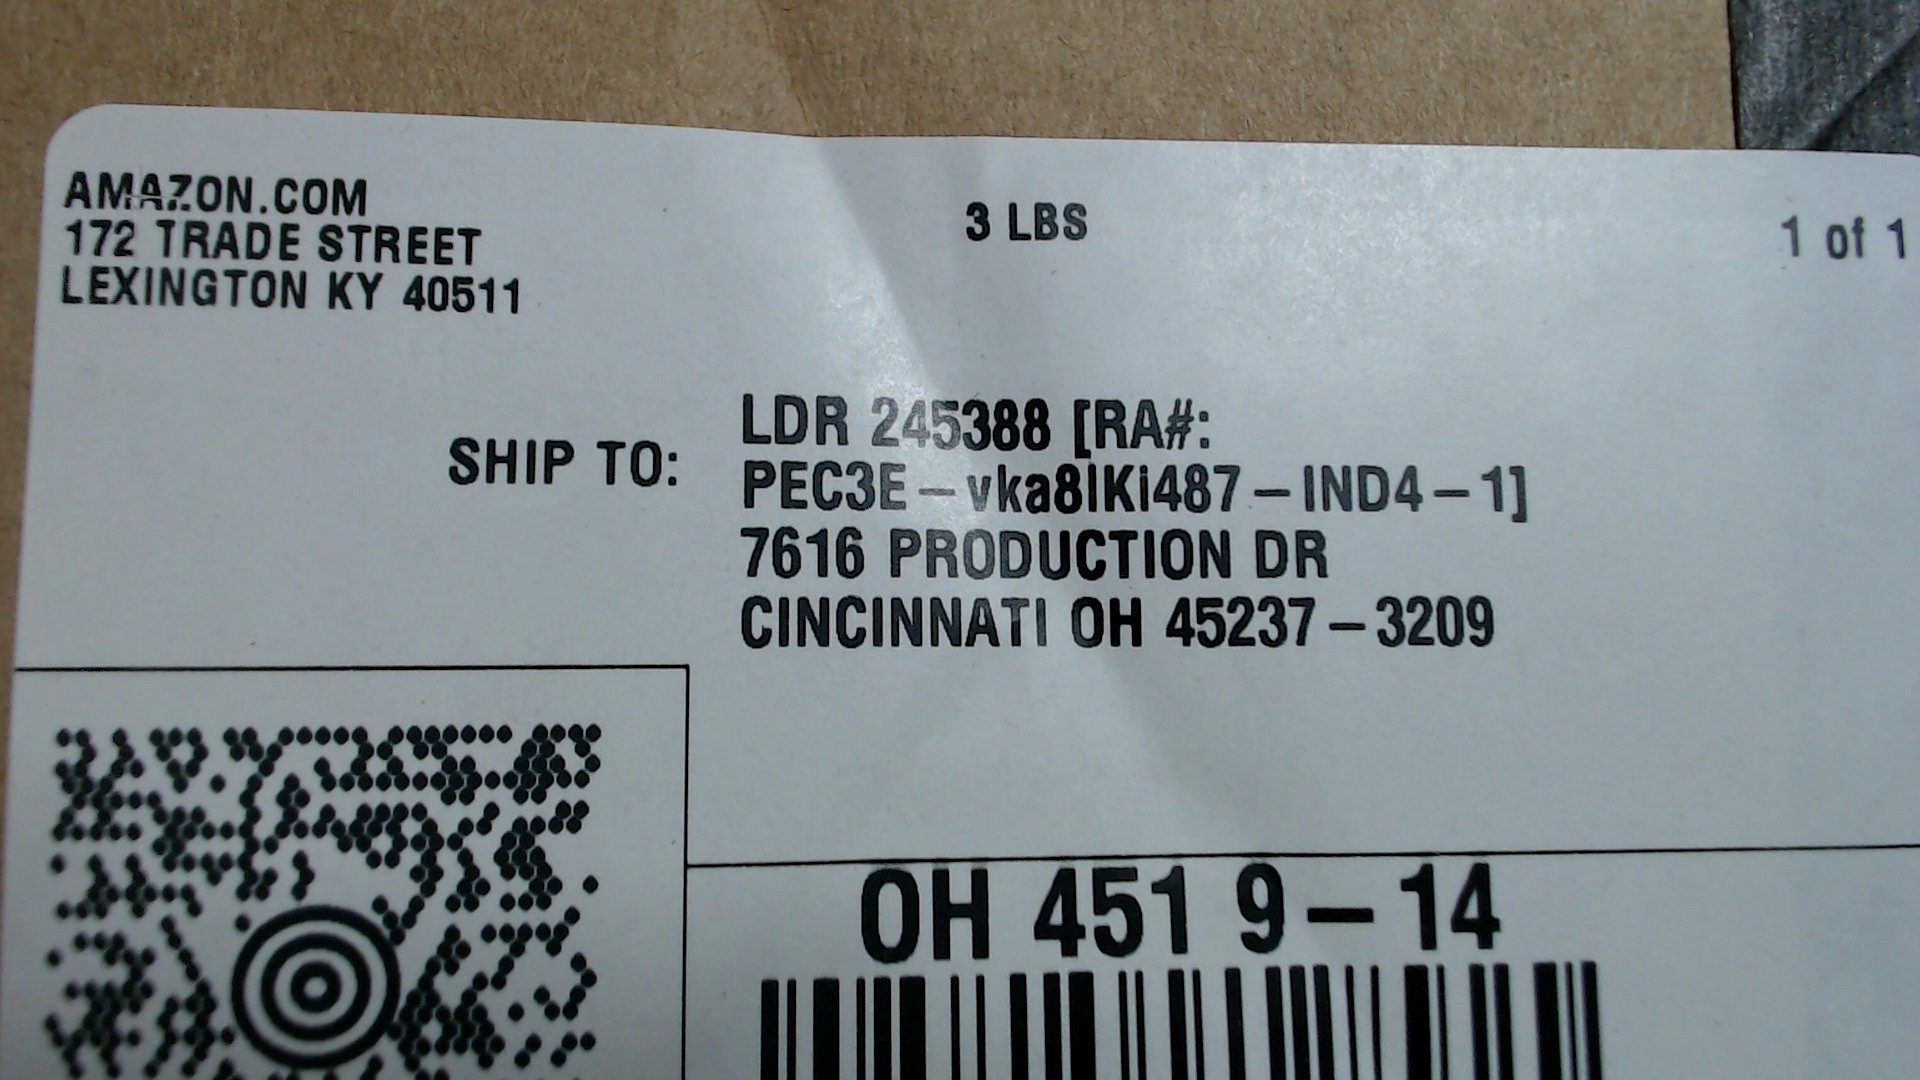 AMAZON.COM
172 TRADE STREET
LEXINGTON KY 40511
3 LBS
1 of 1
SHIP TO:
LDR 245388 [RA#:
PEC3E-vka8lKi487-IND4-1]
7616 PRODUCTION DR
CINCINNATI OH 45237-3209
OH 451 9-14